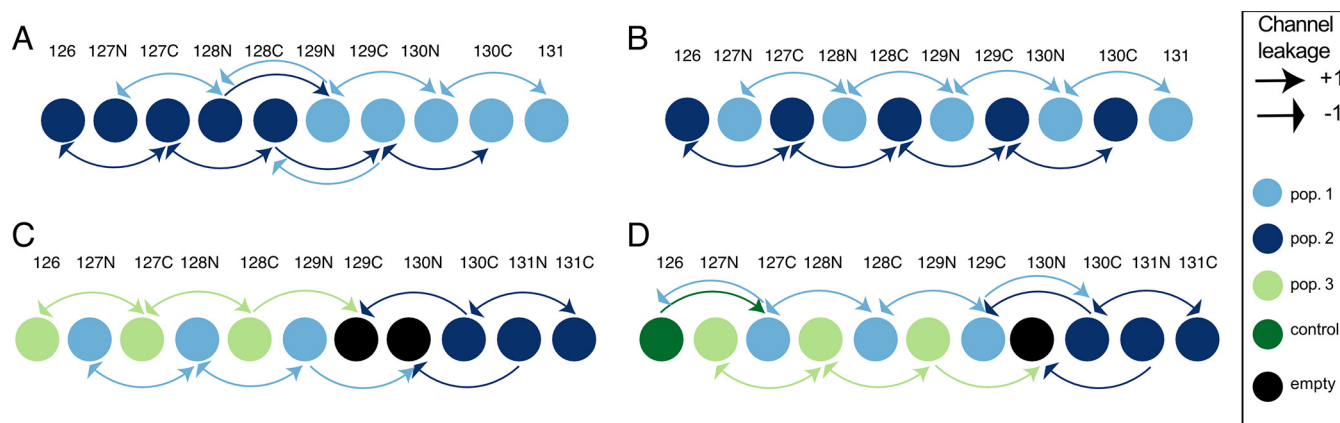 A
126 127N 127C 128N 128C 129N 129C 130N 130C 131
B
126 127N 127C 128N 128C 129N 129C 130N 130C 131
C
126 127N 127C 128N 128C 129N 129C 130N 130C 131N 131C
D
126 127N 127C 128N 128C 129N 129C 130N 130C 131N 131C
Channel
leakage
+1
-1
pop. 1
pop. 2
pop. 3
control
empty